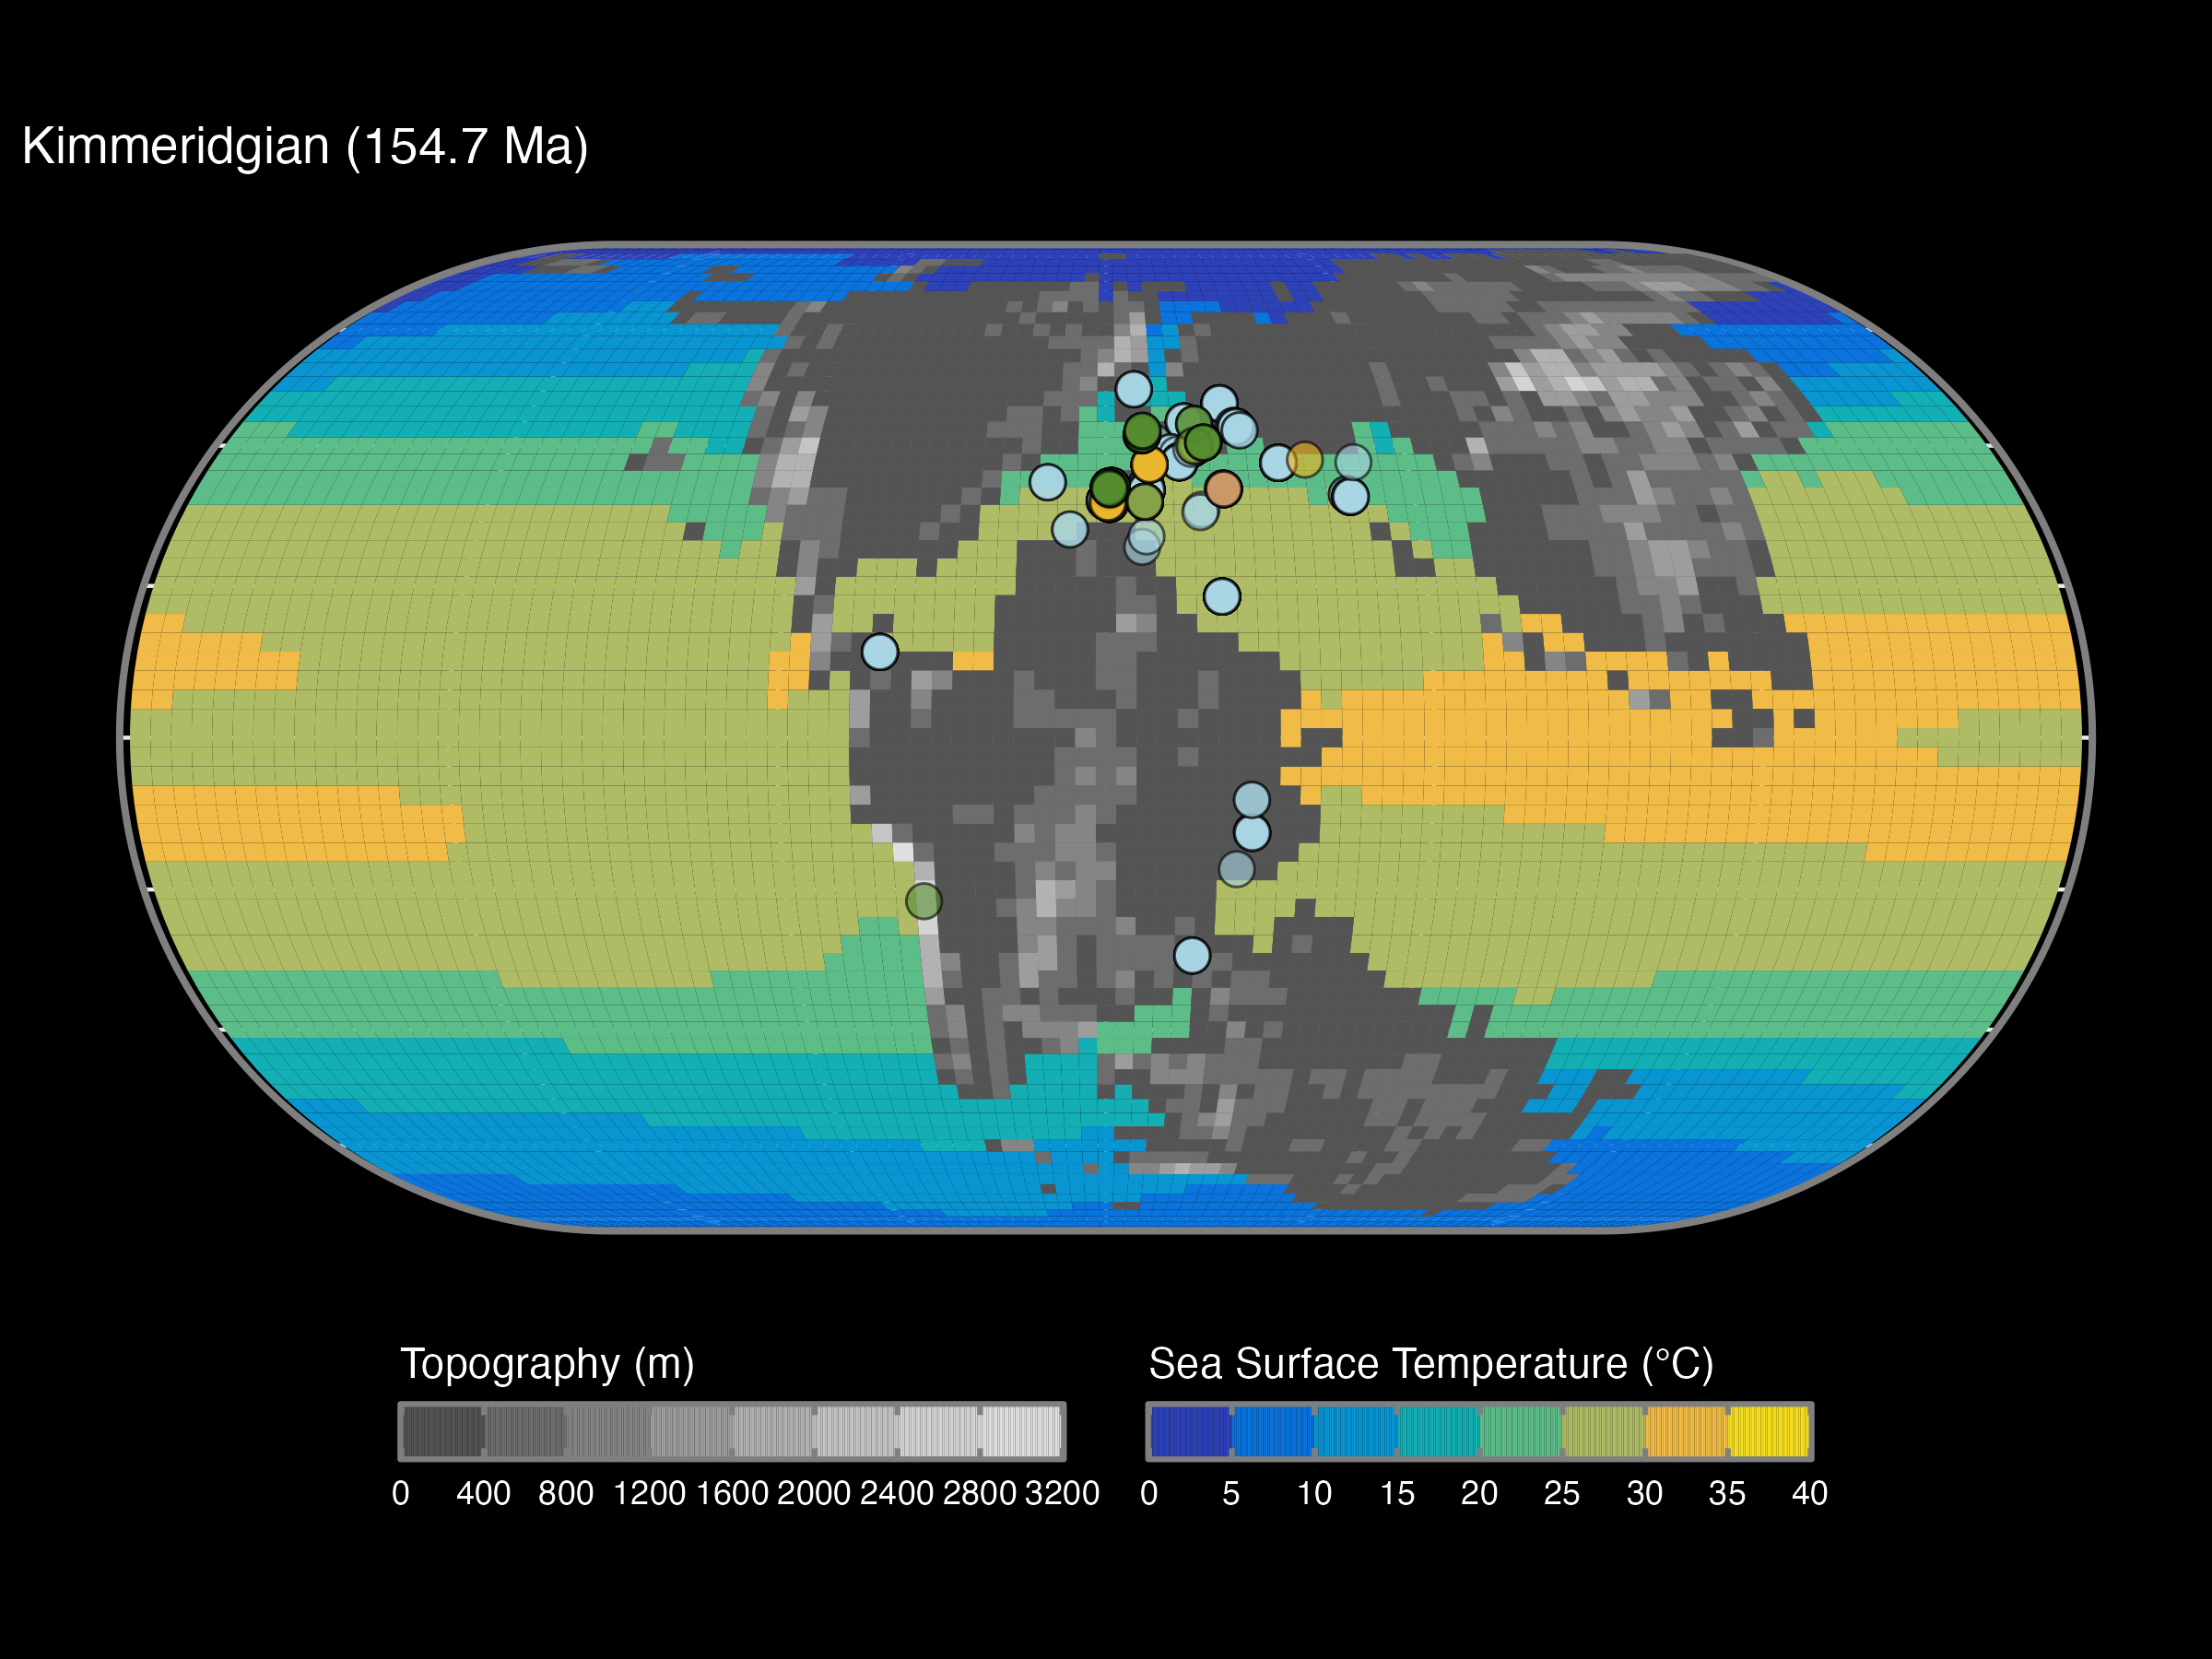 Kimmeridgian (154.7 Ma)
Topography (m)
0 400 800 1200 1600 2000 2400 2800 3200
Sea Surface Temperature (°C)
0 5 10 15 20 25 30 35 40